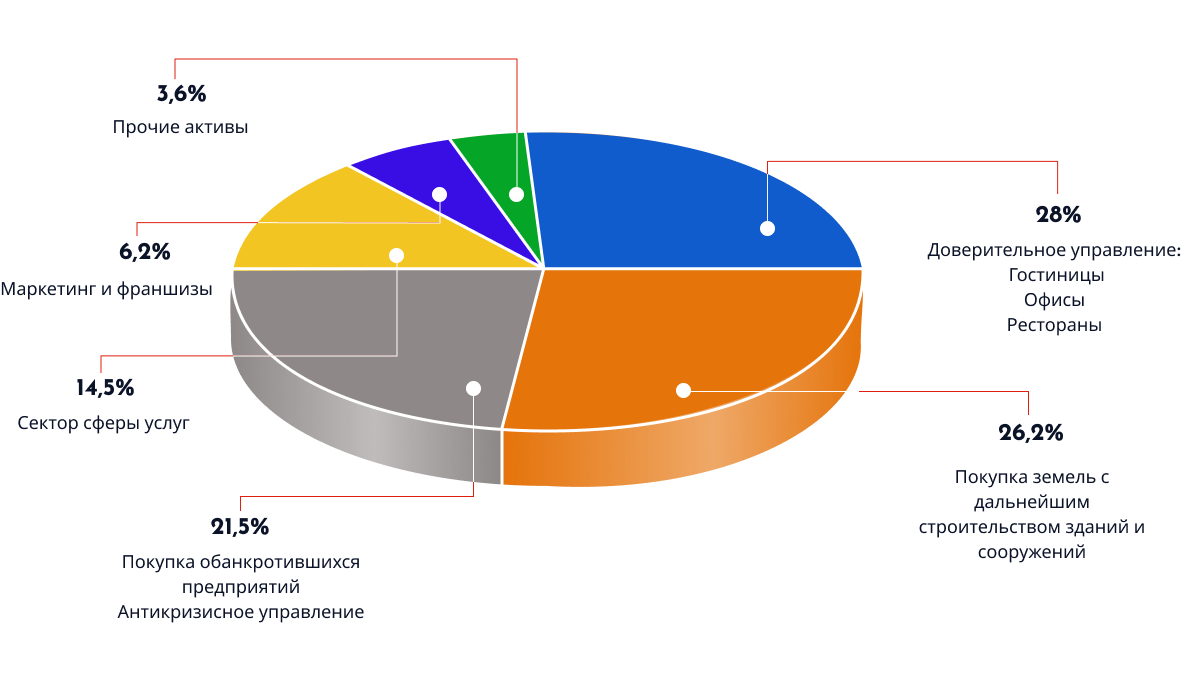 3,6%
Прочие активы
28%
Доверительное управление:
Гостиницы
Офисы
Рестораны
6,2%
Маркетинг и франшизы
14,5%
Сектор сферы услуг
26,2%
Покупка земель с
дальнейшим
строительством зданий и
сооружений
21,5%
Покупка обанкротившихся
предприятий
Антикризисное управление